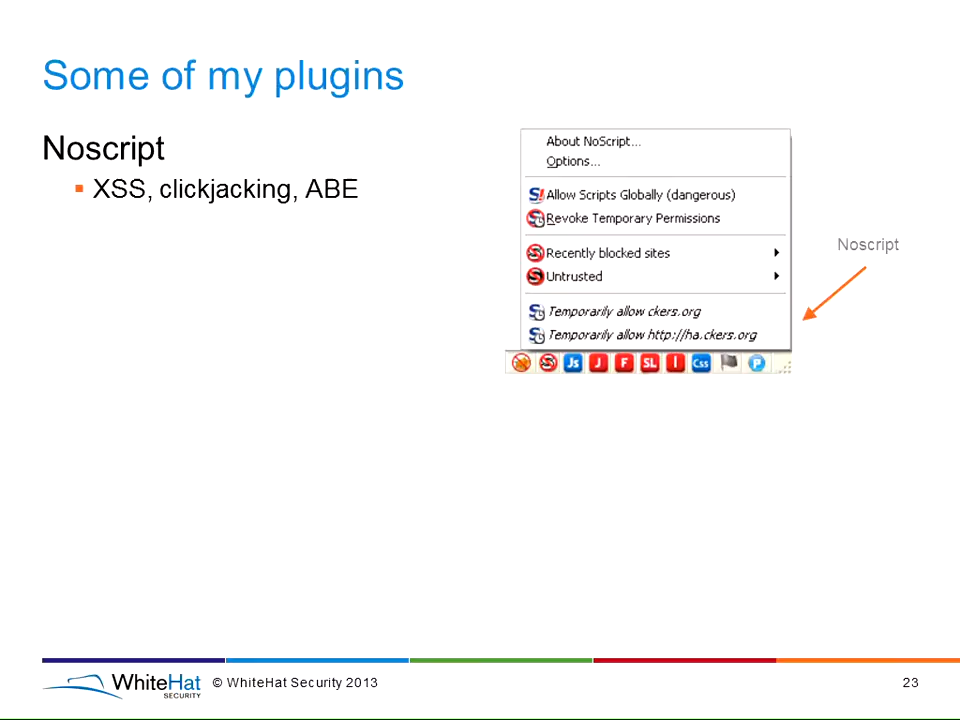 Some of my plugins
Noscript
XSS, clickjacking, ABE
About NoScript...
Options...
Allow Scripts Globally (dangerous)
Revoke Temporary Permissions
Recently blocked sites
Untrusted
Temporarily allow ckers.org
Temporarily allow http://ha.ckers.org
Js J F SL I Css P
Noscript
WhiteHat
SECURITY
© WhiteHat Security 2013
23